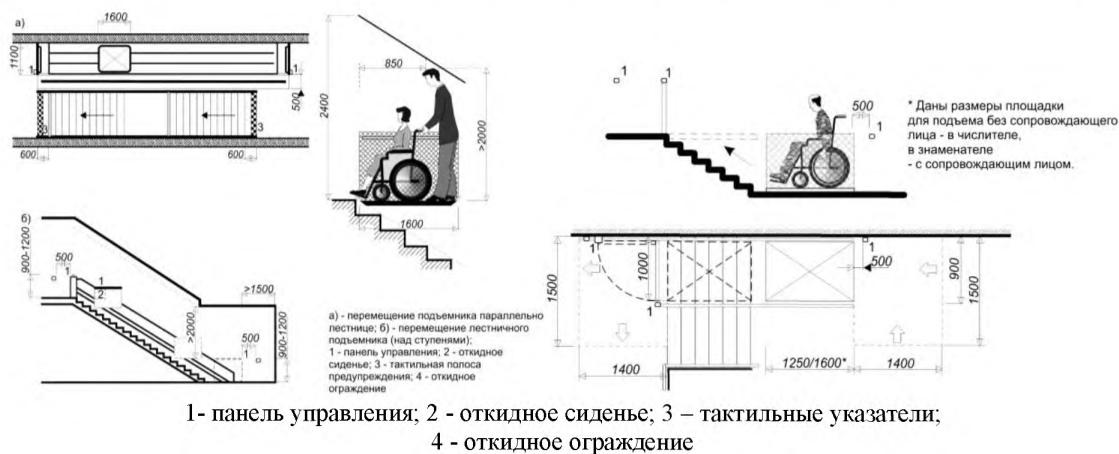 а)
1600
1100
1
1
500
3
3
600
600
2400
850
>2000
1600
1
1
500
1
* Даны размеры площадки
для подъема без сопровождающего
лица - в числителе,
в знаменателе
- с сопровождающим лицом.
б)
900-1200
500
1
1
2
>1500
>2000
500
1
900-1200
а) - перемещение подъемника параллельно
лестнице; б) - перемещение лестничного
подъемника (над ступенями);
1 - панель управления; 2 - откидное
сиденье; 3 - тактильная полоса
предупреждения; 4 - откидное
ограждение
1500
1
1000
1
1
500
900
1500
1400
1250/1600*
1400
1- панель управления; 2 - откидное сиденье; 3 – тактильные указатели;
4 - откидное ограждение